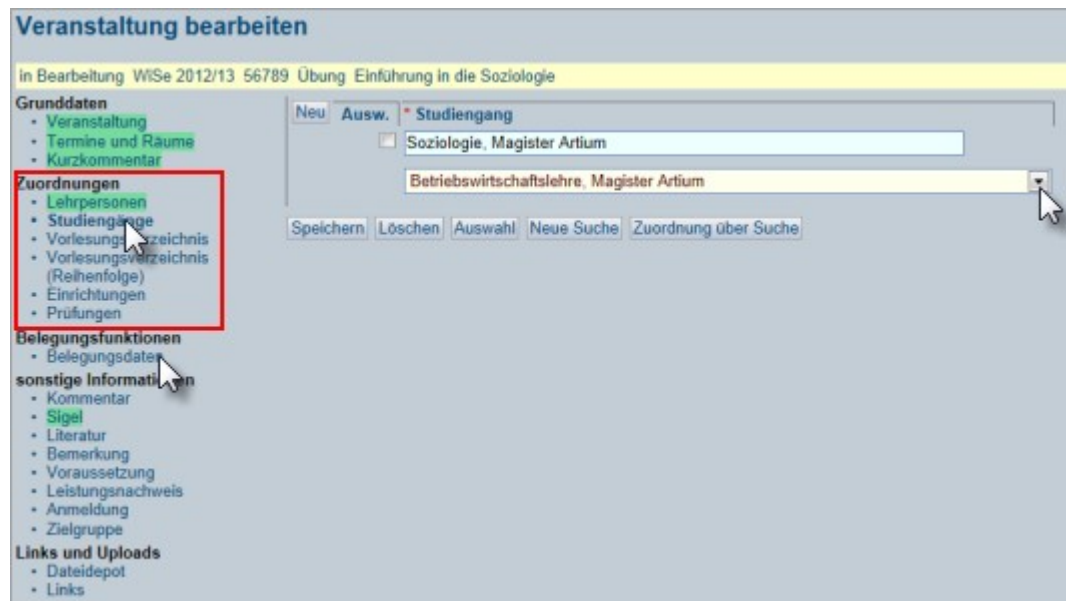 Veranstaltung bearbeiten
in Bearbeitung WiSe 2012/13 56789 Übung Einführung in die Soziologie
Grunddaten
Veranstaltung
Termine und Räume
Kurzkommentar
Zuordnungen
Lehrpersonen
Studiengänge
Vorlesungsverzeichnis
Vorlesungsverzeichnis
(Reihenfolge)
Einrichtungen
Prüfungen
Belegungsfunktionen
Belegungsdaten
sonstige Informationen
Kommentar
Sigel
Literatur
Bemerkung
Voraussetzung
Leistungsnachweis
Anmeldung
Zielgruppe
Links und Uploads
Dateidepot
Links
Neu Ausw. * Studiengang
Soziologie, Magister Artium
Betriebswirtschaftslehre, Magister Artium
Speichern Löschen Auswahl Neue Suche Zuordnung über Suche